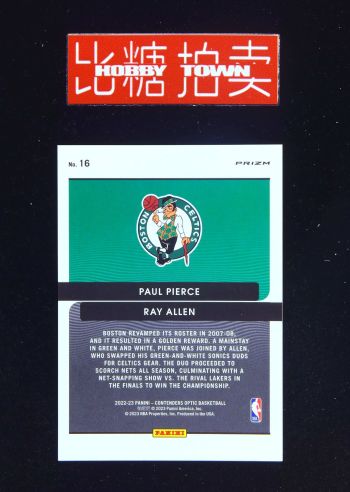 比糖拍卖
HOBBY TOWN
No. 16
PRIZM
BOSTON CELTICS
PAUL PIERCE
RAY ALLEN
BOSTON REVAMPED ITS ROSTER IN 2007-08,
AND IT RESULTED IN A GOLDEN REWARD. A MAINSTAY
IN GREEN AND WHITE, PIERCE WAS JOINED BY ALLEN,
WHO SWAPPED HIS GREEN-AND-WHITE SONICS DUDS
FOR CELTICS GEAR. THE DUO PROCEEDED TO
SCORCH NETS ALL SEASON, CULMINATING WITH A
NET-SNAPPING SHOW VS. THE RIVAL LAKERS IN
THE FINALS TO WIN THE CHAMPIONSHIP.
2022-23 PANINI – CONTENDERS OPTIC BASKETBALL
© 2023 Panini America, Inc.
© 2023 NBA Properties, Inc. Produced in the USA.
PANINI